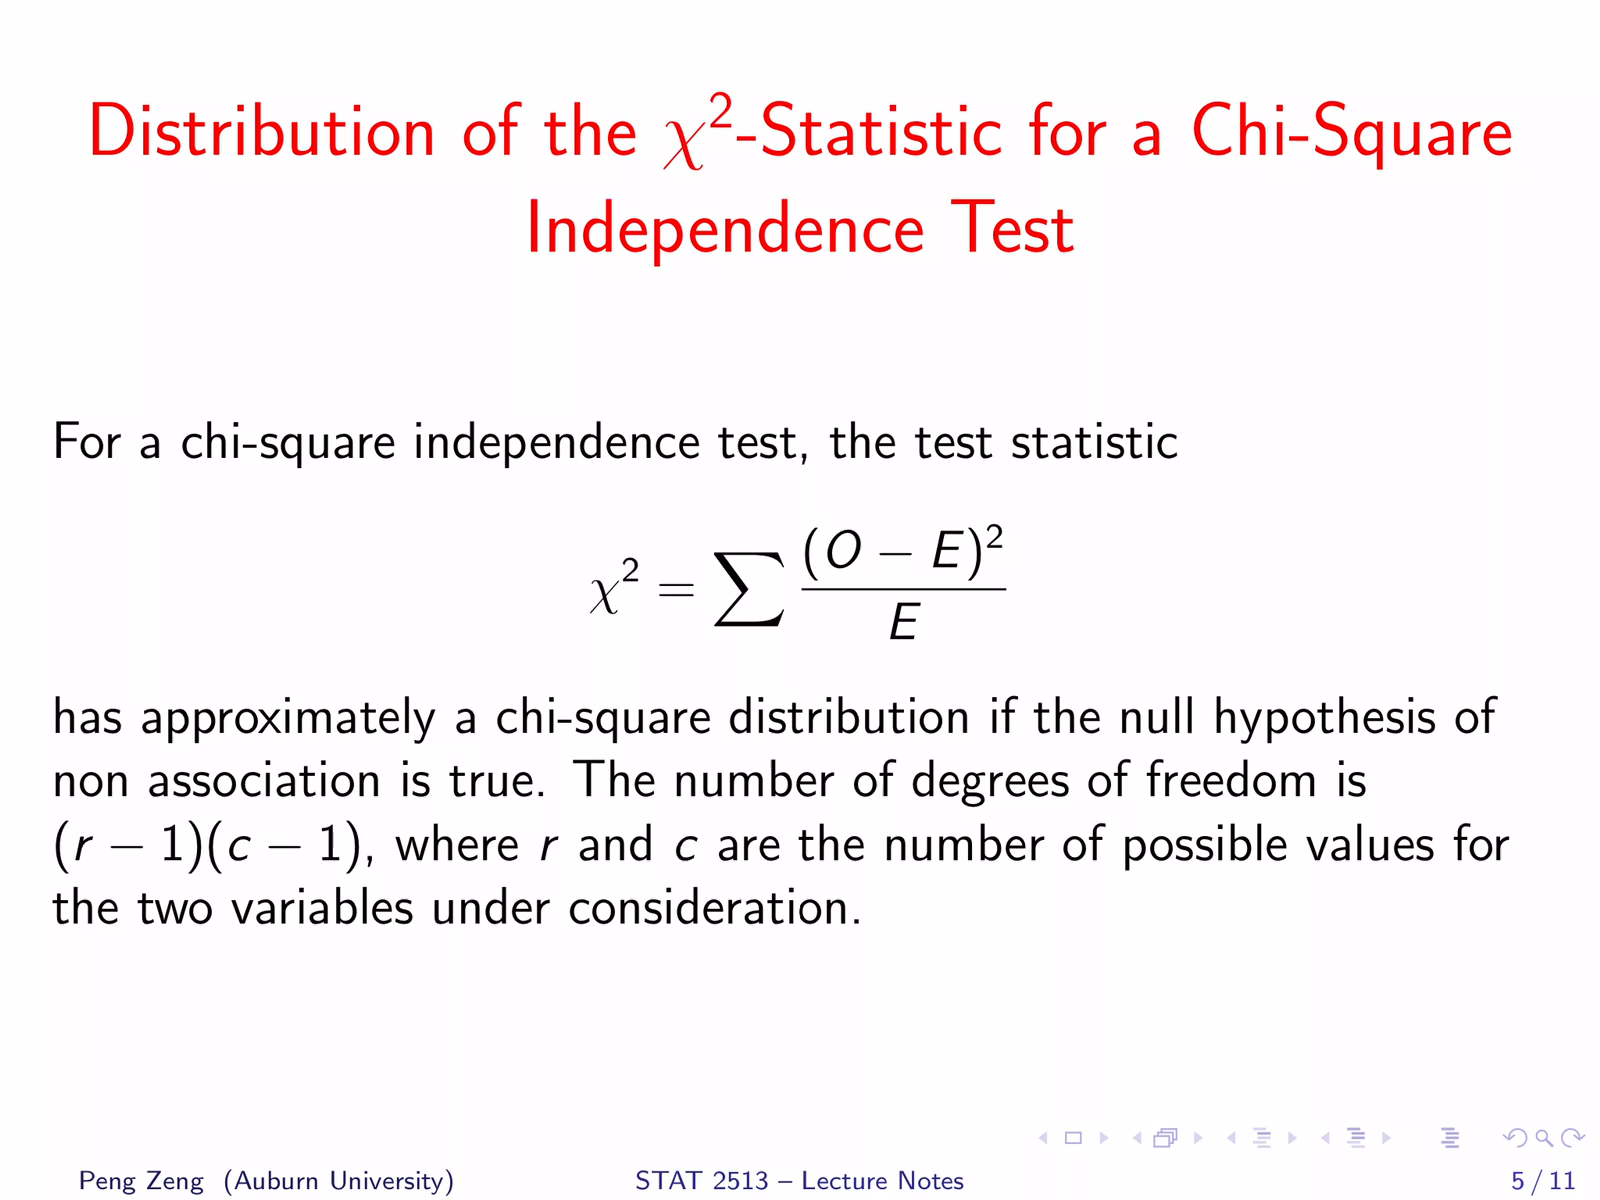 Distribution of the χ²-Statistic for a Chi-Square
Independence Test
For a chi-square independence test, the test statistic
χ² = ∑ (O − E)² / E
has approximately a chi-square distribution if the null hypothesis of
non association is true. The number of degrees of freedom is
(r − 1)(c − 1), where r and c are the number of possible values for
the two variables under consideration.
Peng Zeng (Auburn University) STAT 2513 – Lecture Notes 5 / 11